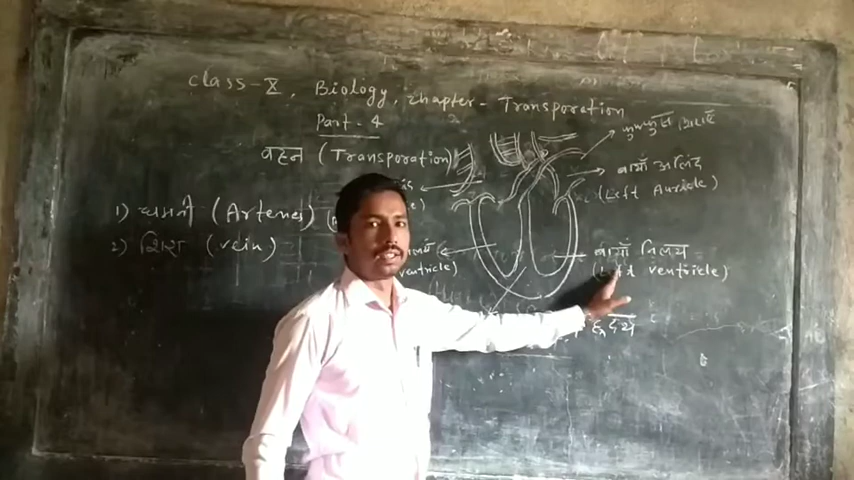 Class-X, Biology, Chapter-Transporation
Part-4
वहन (Transporation)
1) धमनी (Arteries)
2) शिरा (vein)
फुफ्फुस शिराएं
बायाँ अलिंद
(Left Auricle)
बायाँ निलय
(Left ventricle)
ventricle)
हृदय